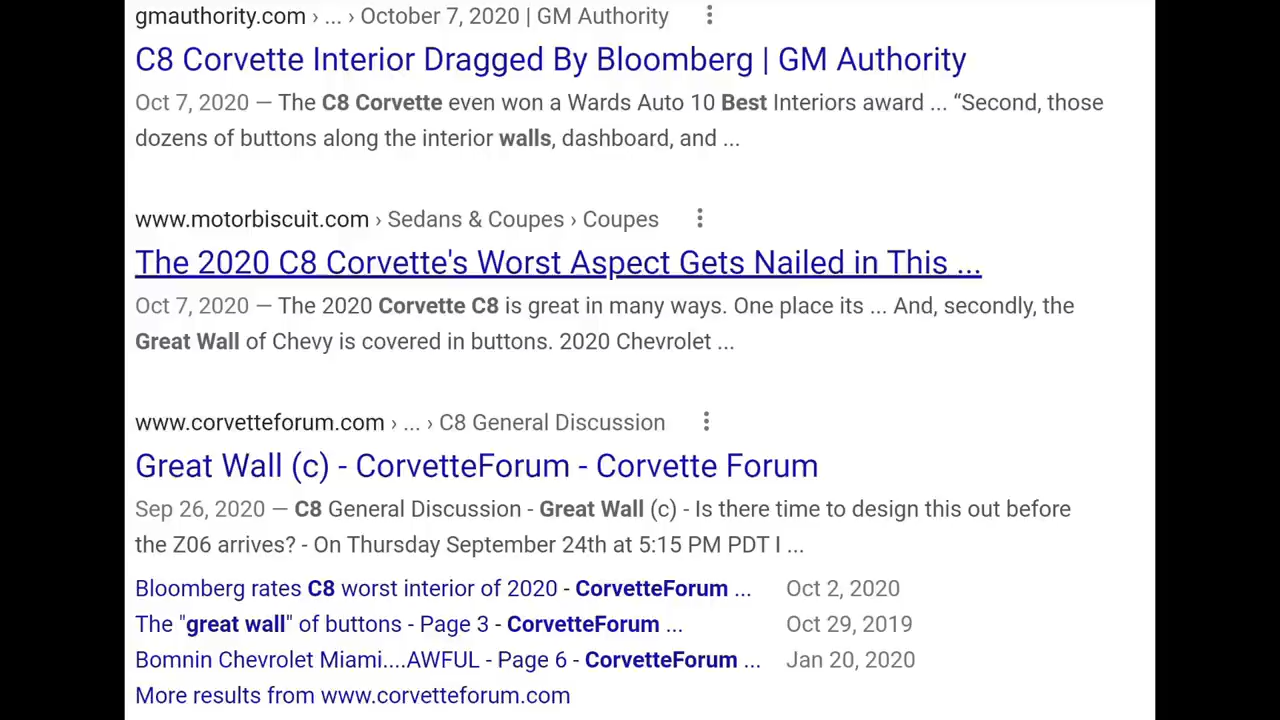 gmauthority.com › ... › October 7, 2020 | GM Authority
C8 Corvette Interior Dragged By Bloomberg | GM Authority
Oct 7, 2020 — The C8 Corvette even won a Wards Auto 10 Best Interiors award ... “Second, those
dozens of buttons along the interior walls, dashboard, and ...
www.motorbiscuit.com › Sedans & Coupes › Coupes
The 2020 C8 Corvette's Worst Aspect Gets Nailed in This ...
Oct 7, 2020 — The 2020 Corvette C8 is great in many ways. One place its ... And, secondly, the
Great Wall of Chevy is covered in buttons. 2020 Chevrolet ...
www.corvetteforum.com › ... › C8 General Discussion
Great Wall (c) - CorvetteForum - Corvette Forum
Sep 26, 2020 — C8 General Discussion - Great Wall (c) - Is there time to design this out before
the Z06 arrives? - On Thursday September 24th at 5:15 PM PDT I ...
Bloomberg rates C8 worst interior of 2020 - CorvetteForum ... Oct 2, 2020
The "great wall" of buttons - Page 3 - CorvetteForum ... Oct 29, 2019
Bomnin Chevrolet Miami....AWFUL - Page 6 - CorvetteForum ... Jan 20, 2020
More results from www.corvetteforum.com